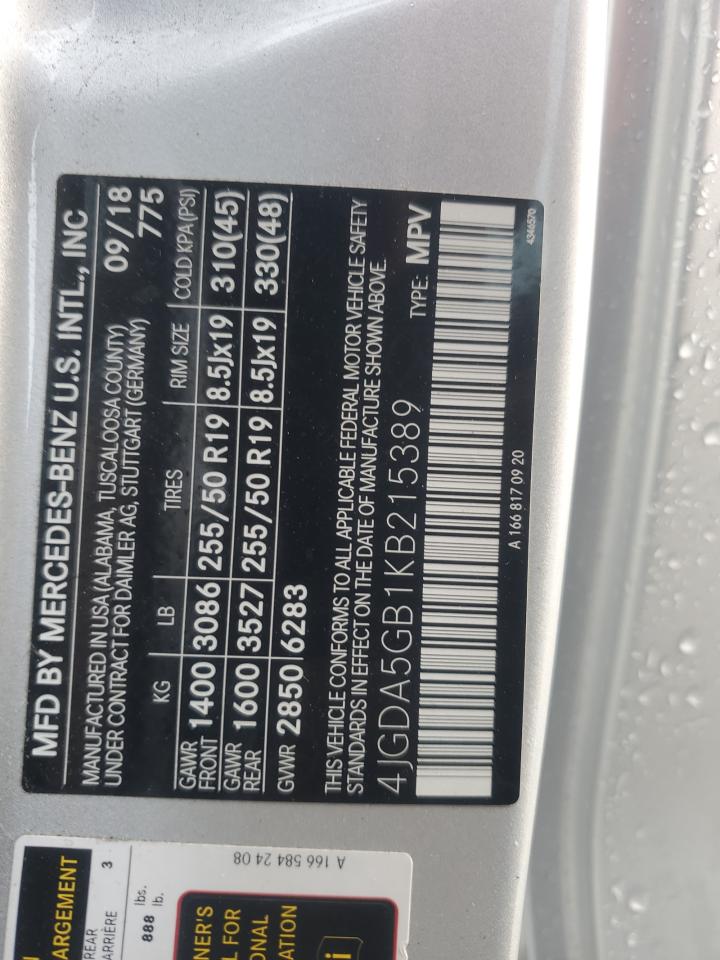 MFD BY MERCEDES-BENZ U.S. INTL., INC
MANUFACTURED IN USA (ALABAMA, TUSCALOOSA COUNTY) 09/18
UNDER CONTRACT FOR DAIMLER AG, STUTTGART (GERMANY) 775
KG LB TIRES RIM SIZE COLD KPA(PSI)
GAWR FRONT 1400 3086 255/50 R19 8.5Jx19 310(45)
GAWR REAR 1600 3527 255/50 R19 8.5Jx19 330(48)
GVWR 2850 6283
THIS VEHICLE CONFORMS TO ALL APPLICABLE FEDERAL MOTOR VEHICLE SAFETY
STANDARDS IN EFFECT ON THE DATE OF MANUFACTURE SHOWN ABOVE.
4JGDA5GB1KB215389 TYPE: MPV
A 166 817 09 20
4346570
ARGEMENT
REAR
ARRIÈRE 3
lbs.
888 lb.
A 166 584 24 08
NER'S
L FOR
ONAL
ATION
i